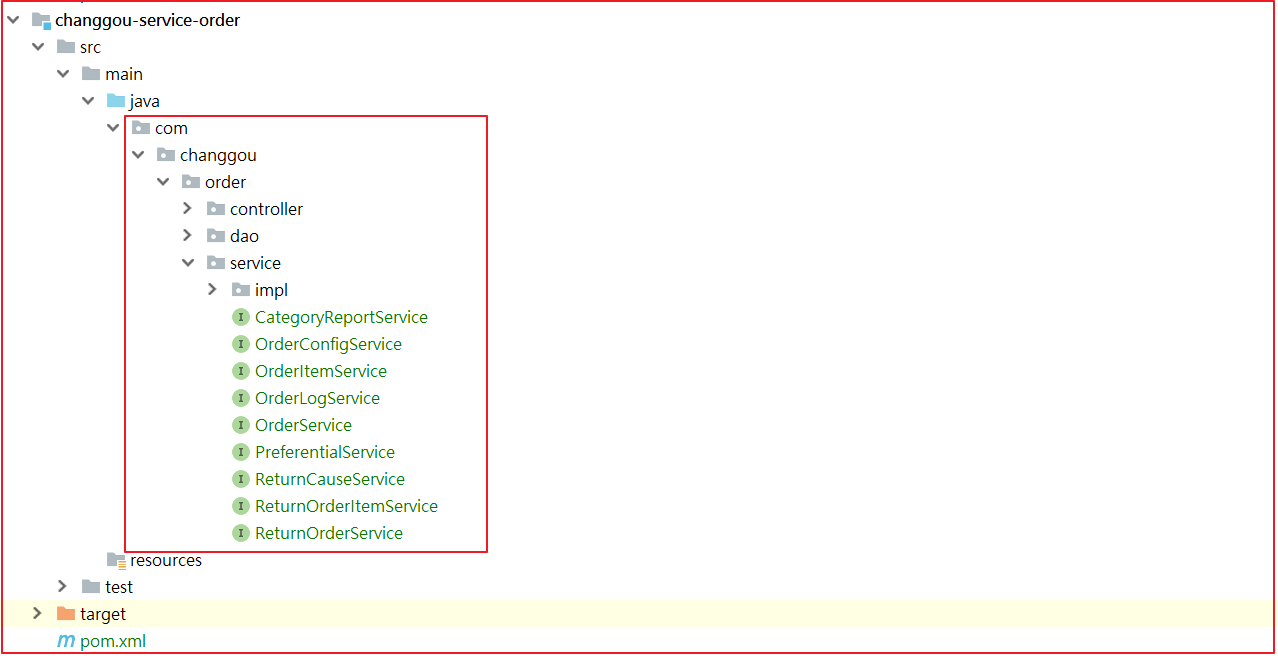 changgou-service-order
src
main
java
com
changgou
order
controller
dao
service
impl
I CategoryReportService
I OrderConfigService
I OrderItemService
I OrderLogService
I OrderService
I PreferentialService
I ReturnCauseService
I ReturnOrderItemService
I ReturnOrderService
resources
test
target
m pom.xml